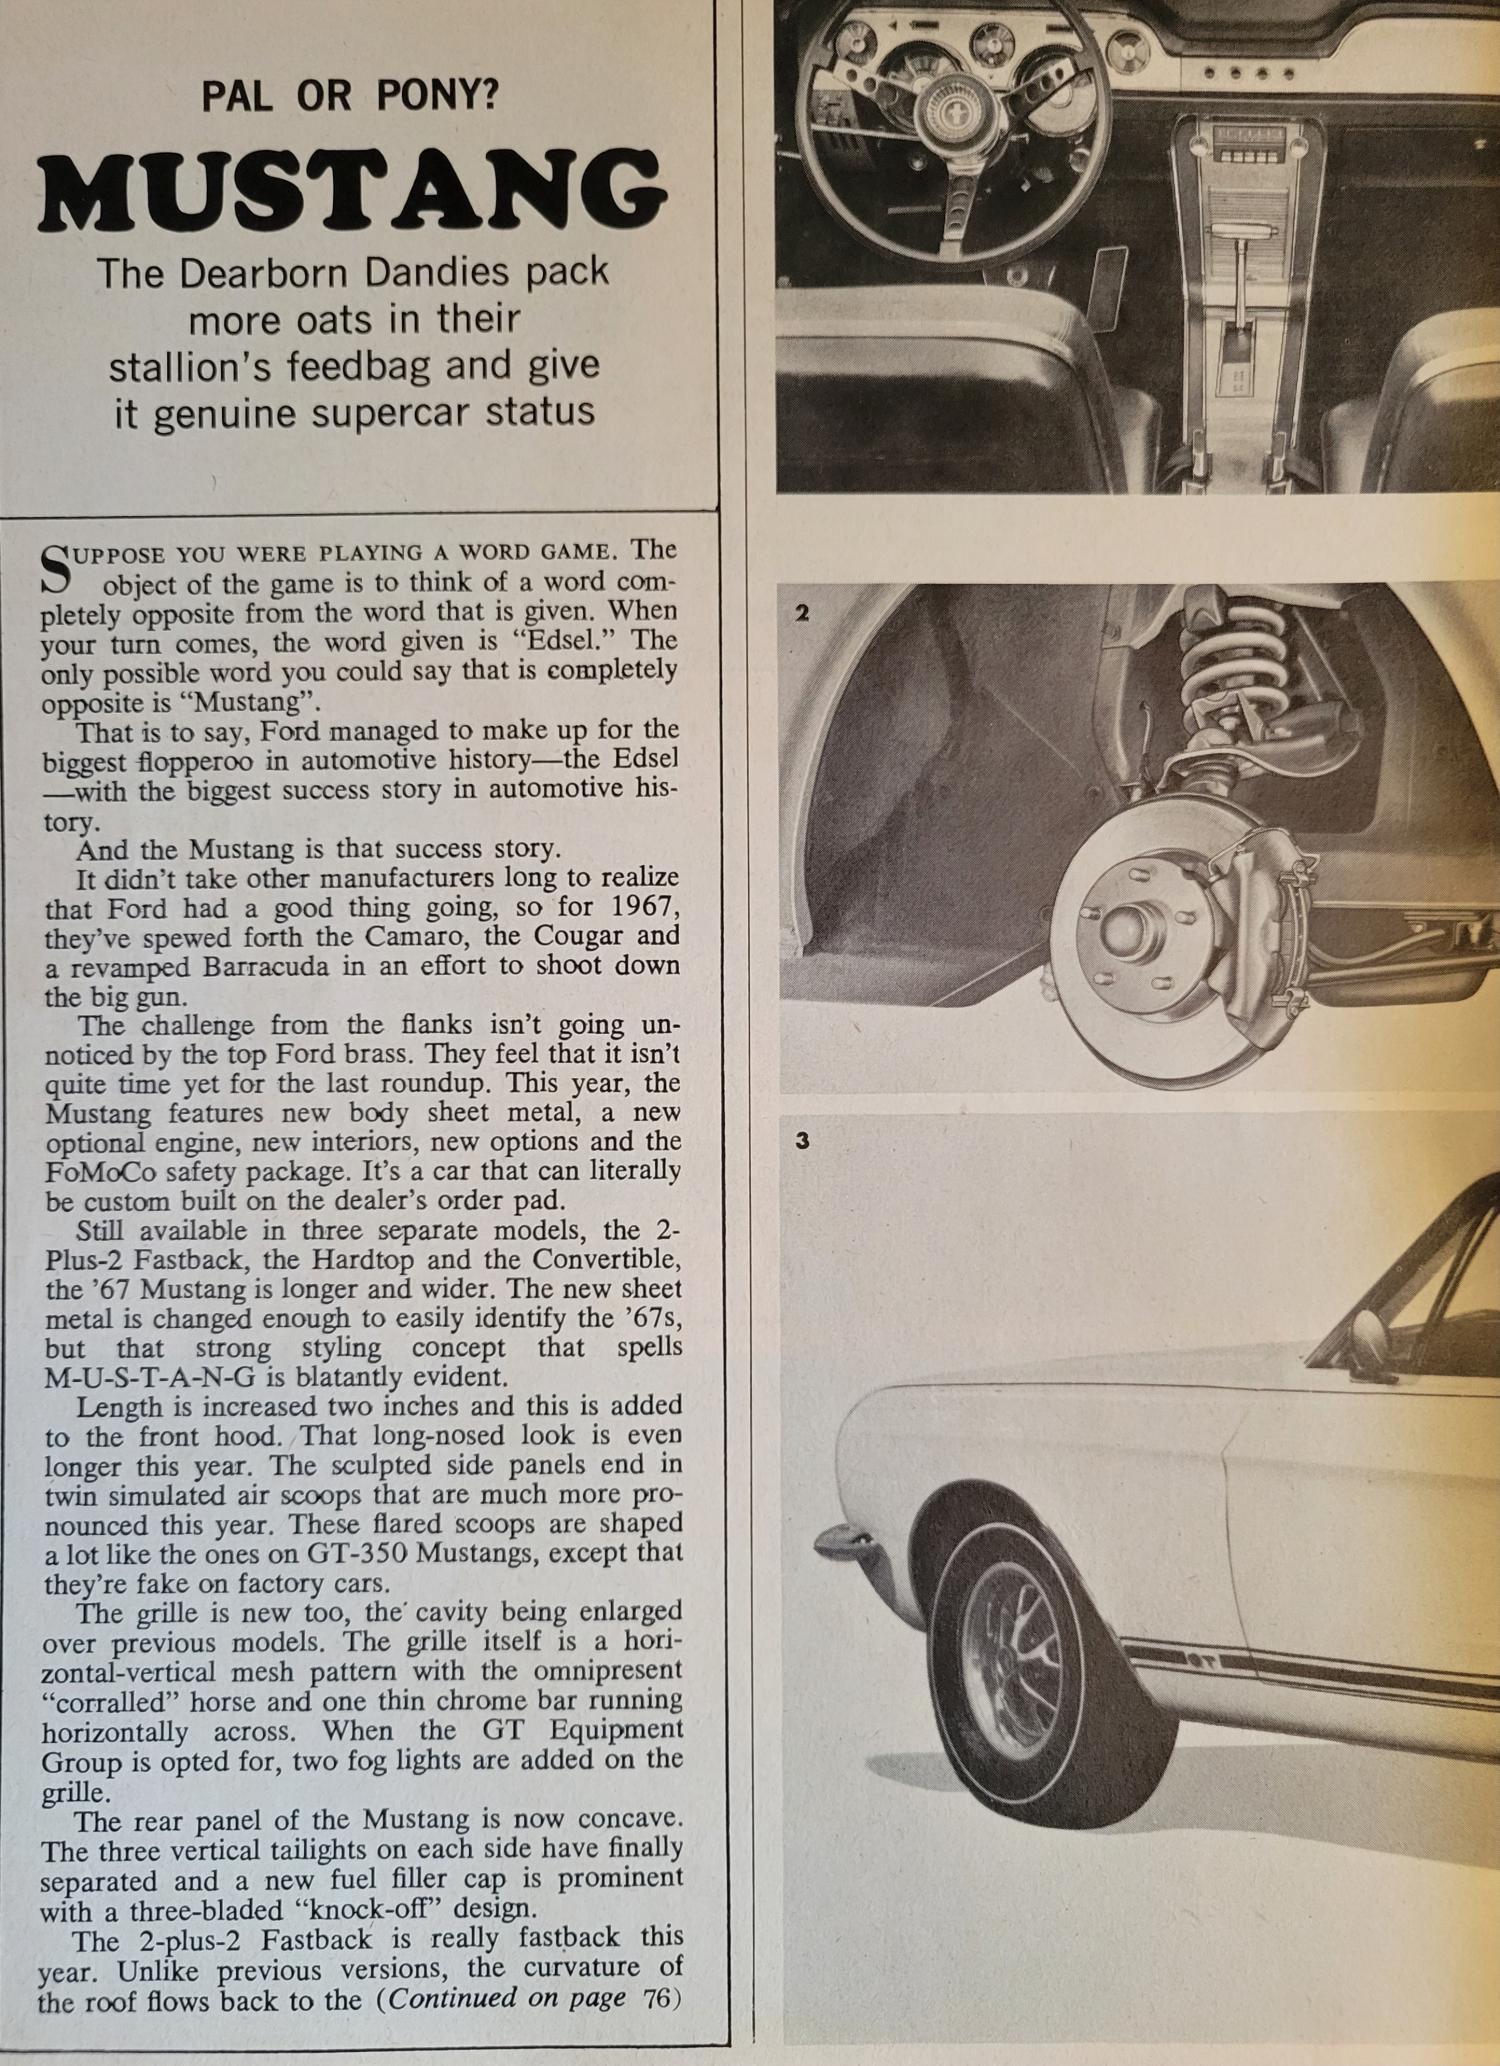 PAL OR PONY?
MUSTANG
The Dearborn Dandies pack
more oats in their
stallion's feedbag and give
it genuine supercar status
SUPPOSE YOU WERE PLAYING A WORD GAME. The
object of the game is to think of a word com-
pletely opposite from the word that is given. When
your turn comes, the word given is “Edsel.” The
only possible word you could say that is completely
opposite is “Mustang”.
That is to say, Ford managed to make up for the
biggest flopperoo in automotive history—the Edsel
—with the biggest success story in automotive his-
tory.
And the Mustang is that success story.
It didn't take other manufacturers long to realize
that Ford had a good thing going, so for 1967,
they've spewed forth the Camaro, the Cougar and
a revamped Barracuda in an effort to shoot down
the big gun.
The challenge from the flanks isn't going un-
noticed by the top Ford brass. They feel that it isn't
quite time yet for the last roundup. This year, the
Mustang features new body sheet metal, a new
optional engine, new interiors, new options and the
FoMoCo safety package. It's a car that can literally
be custom built on the dealer's order pad.
Still available in three separate models, the 2-
Plus-2 Fastback, the Hardtop and the Convertible,
the '67 Mustang is longer and wider. The new sheet
metal is changed enough to easily identify the '67s,
but that strong styling concept that spells
M-U-S-T-A-N-G is blatantly evident.
Length is increased two inches and this is added
to the front hood. That long-nosed look is even
longer this year. The sculpted side panels end in
twin simulated air scoops that are much more pro-
nounced this year. These flared scoops are shaped
a lot like the ones on GT-350 Mustangs, except that
they're fake on factory cars.
The grille is new too, the cavity being enlarged
over previous models. The grille itself is a hori-
zontal-vertical mesh pattern with the omnipresent
“corralled” horse and one thin chrome bar running
horizontally across. When the GT Equipment
Group is opted for, two fog lights are added on the
grille.
The rear panel of the Mustang is now concave.
The three vertical tailights on each side have finally
separated and a new fuel filler cap is prominent
with a three-bladed “knock-off” design.
The 2-plus-2 Fastback is really fastback this
year. Unlike previous versions, the curvature of
the roof flows back to the (Continued on page 76)
2
3
GT